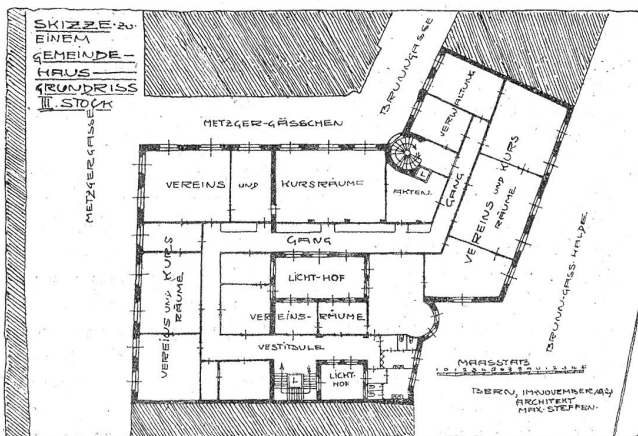 SKIZZE ZU
EINEM
GEMEINDE-
HAUS
GRUNDRISS
III. STOCK
METZGERGASSE
METZGER-GÄSSCHEN
BRUNNGASSE
VERWALTUNG
VEREINS UND KURSRÄUME
AKTEN
L
GANG
VEREINS UND KURS
RÄUME
GANG
LICHT-HOF
VEREINS UND KURS
RÄUME
VEREINS-RÄUME
VESTIBULE
L
LICHT-
HOF
BRUNNGASS-HALDE
MAASSTAB
BERN, IM NOVEMBER
ARCHITEKT
MAX STEFFEN.